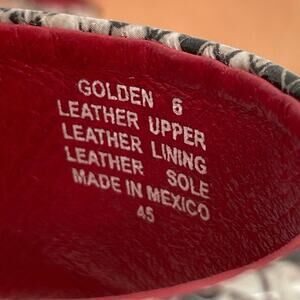 GOLDEN 6
LEATHER UPPER
LEATHER LINING
LEATHER SOLE
MADE IN MEXICO
45